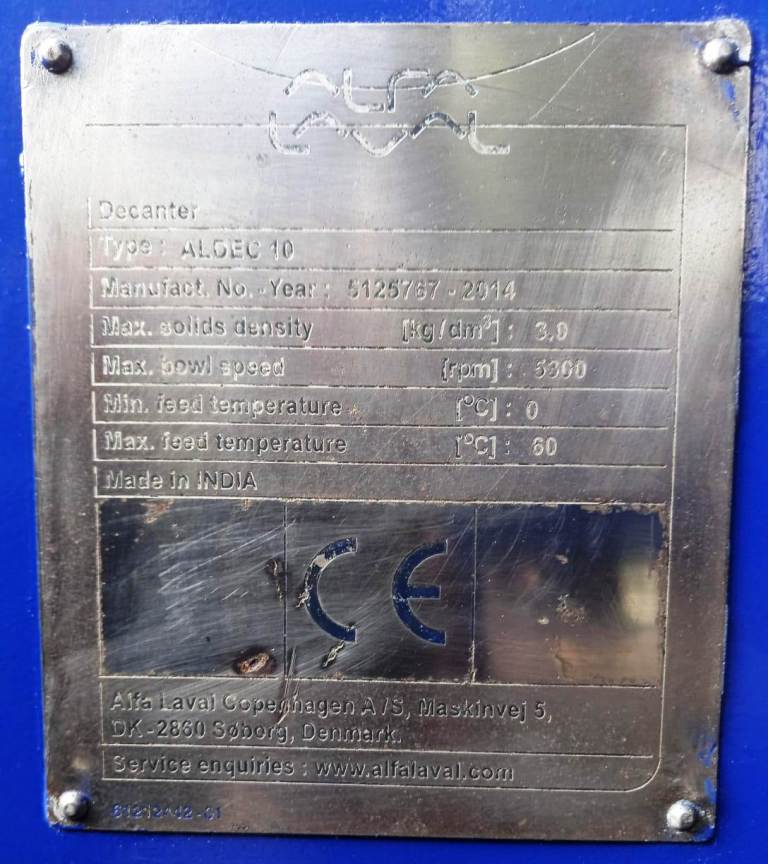 ALFA
LAVAL
Decanter
Type : ALDEC 10
Manufact. No. -Year : 5125767 - 2014
Max. solids density [kg/dm³] : 3,0
Max. bowl speed [rpm] : 5300
Min. feed temperature [°C] : 0
Max. feed temperature [°C] : 60
Made in INDIA
CE
Alfa Laval Copenhagen A/S, Maskinvej 5,
DK-2860 Søborg, Denmark.
Service enquiries : www.alfalaval.com